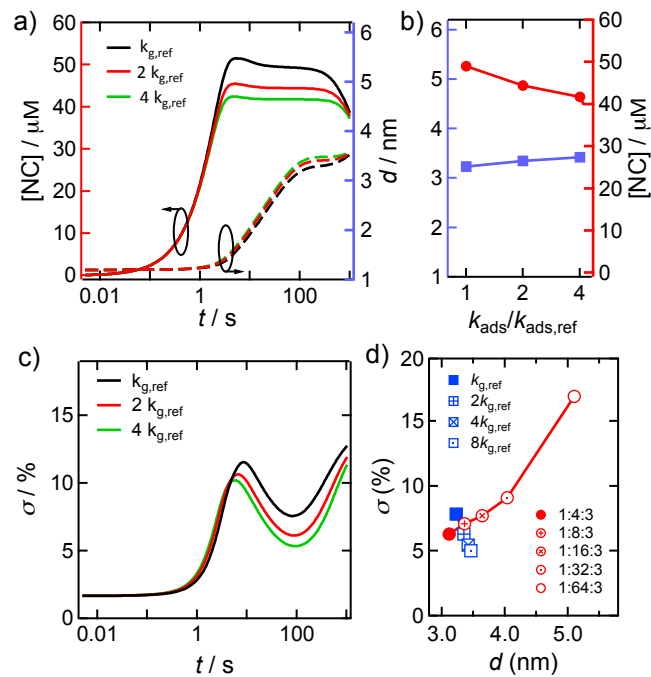 a)
k_g,ref
2 k_g,ref
4 k_g,ref
[NC] / μM
60
50
40
30
20
10
0
0.01
1
100
t / s
6
5
4
3
2
1
d / nm
b)
6
5
4
3
2
1
60
50
40
30
20
10
0
[NC] / μM
1
2
4
k_ads/k_ads,ref
c)
k_g,ref
2 k_g,ref
4 k_g,ref
σ / %
15
10
5
0
0.01
1
100
t / s
d)
k_g,ref
2k_g,ref
4k_g,ref
8k_g,ref
σ (%)
20
15
10
5
0
1:4:3
1:8:3
1:16:3
1:32:3
1:64:3
3.0
4.0
5.0
d (nm)